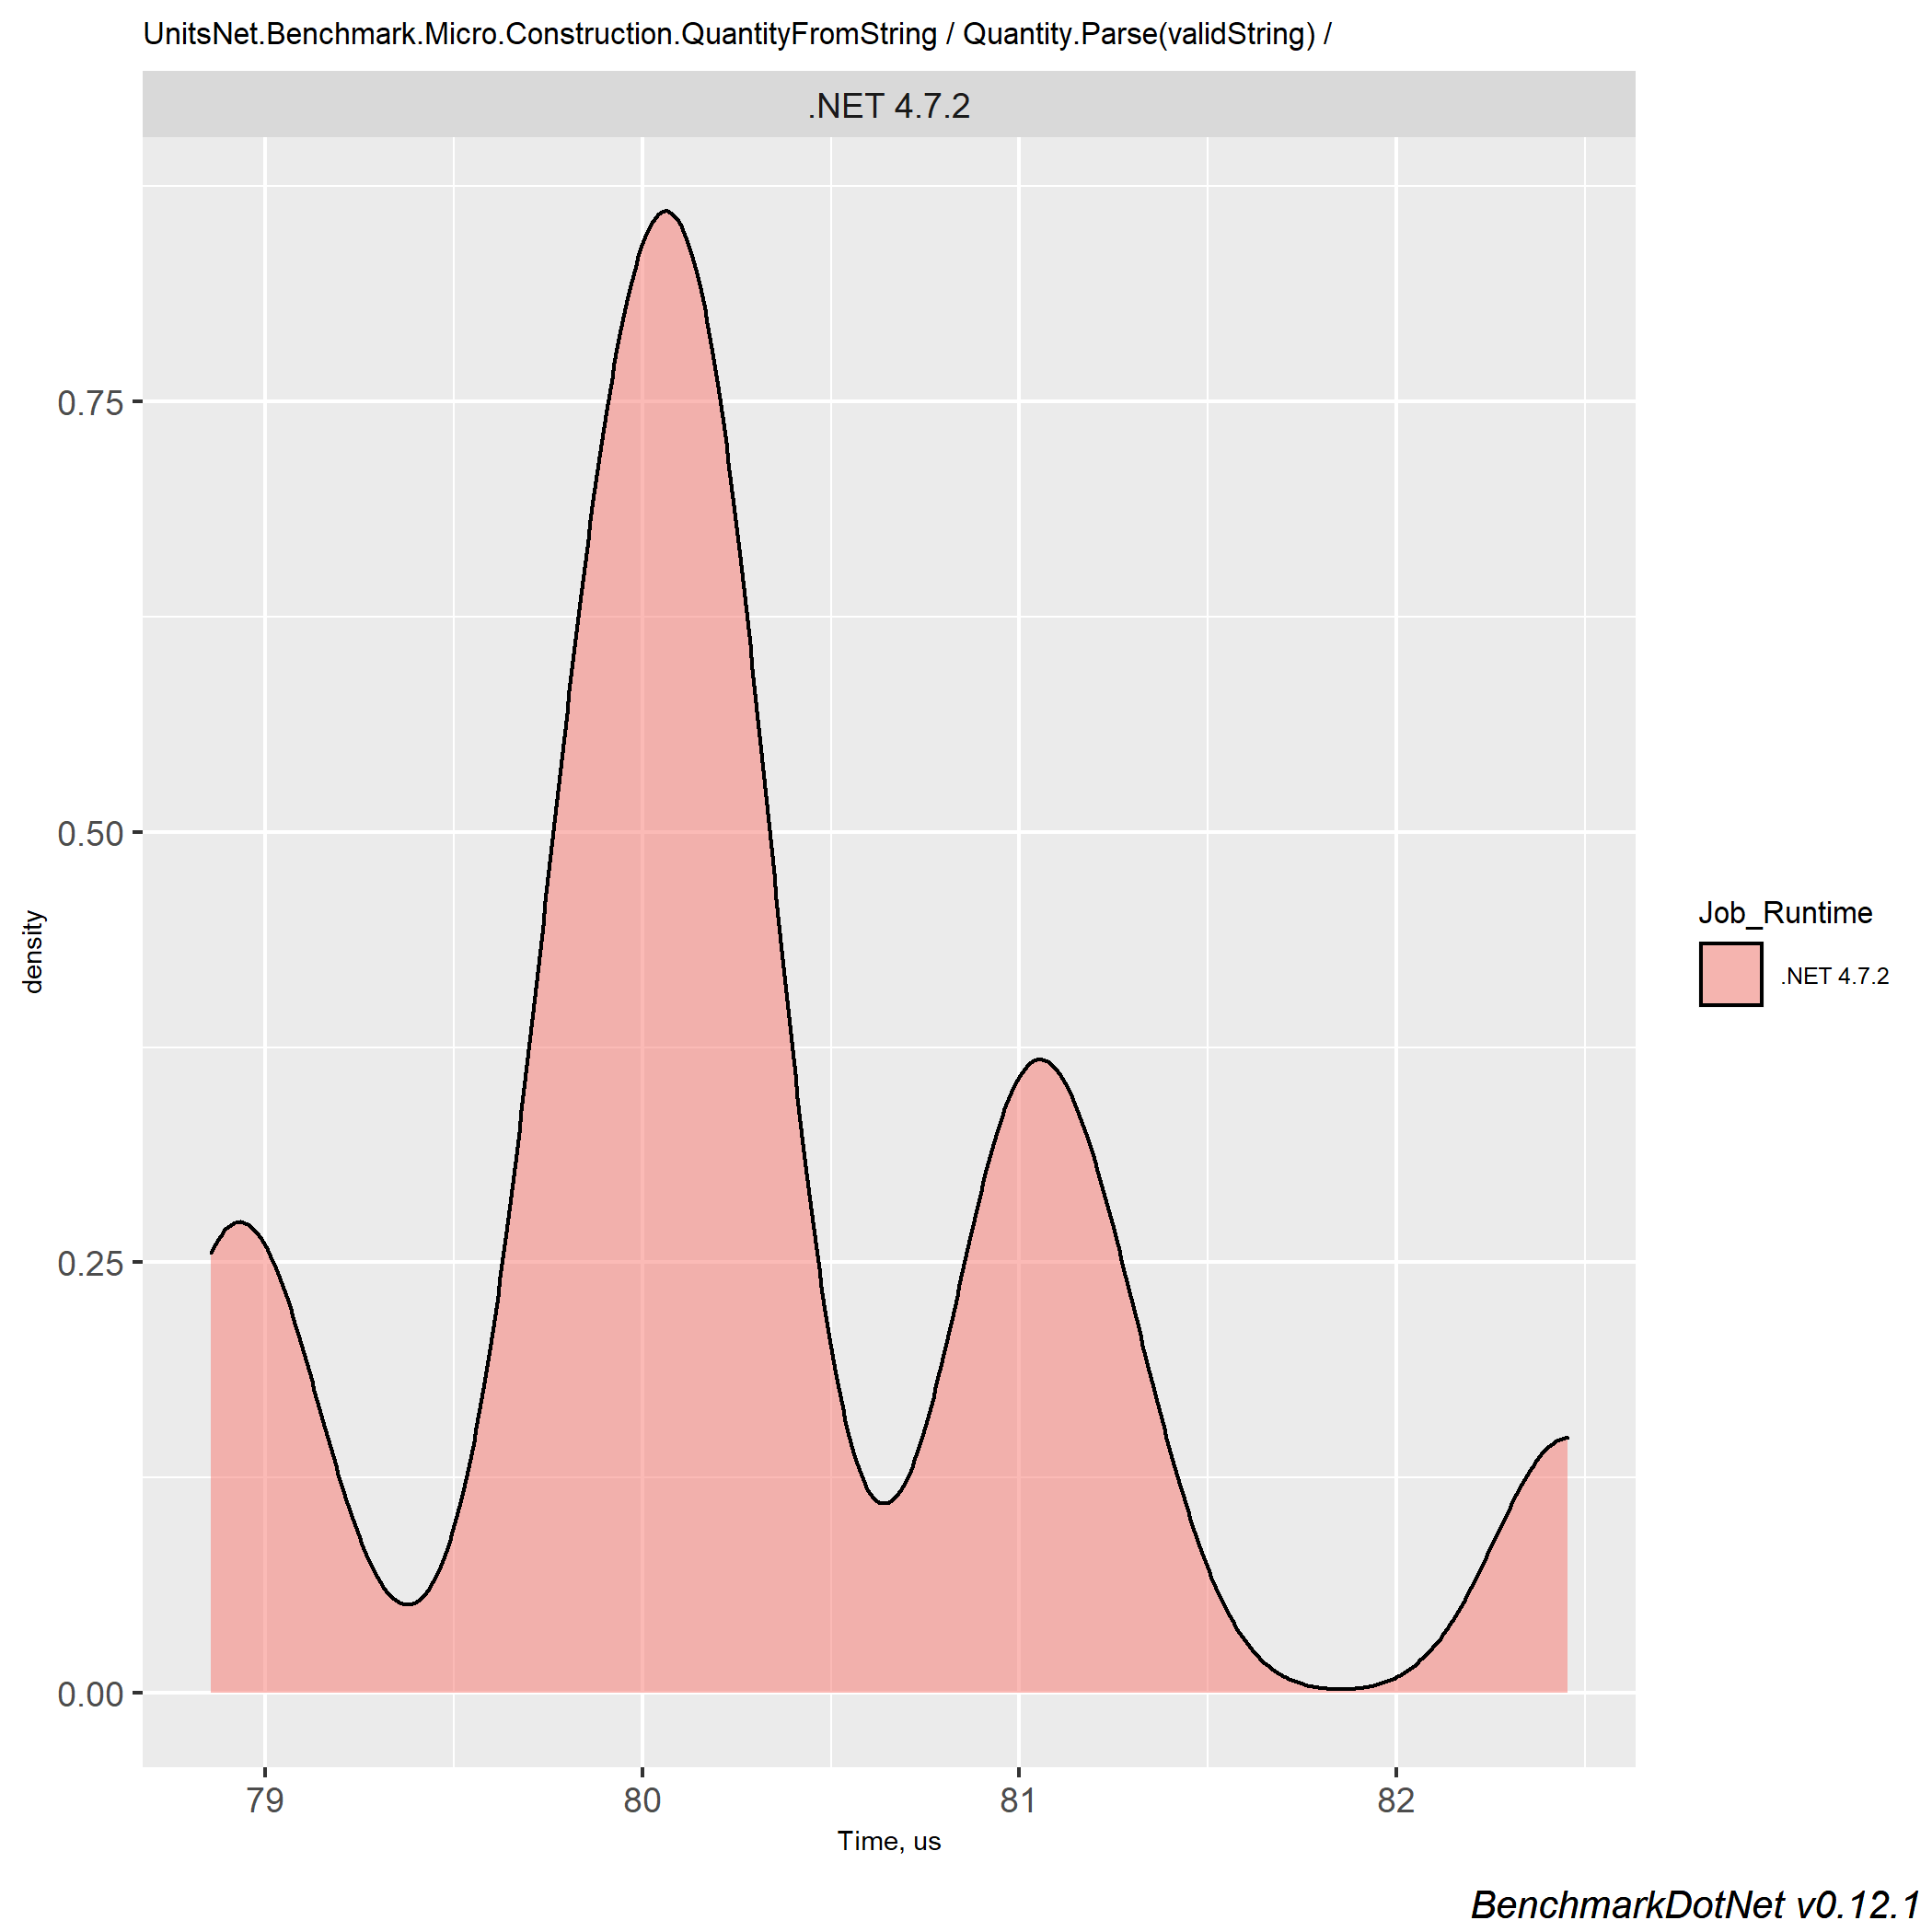 UnitsNet.Benchmark.Micro.Construction.QuantityFromString / Quantity.Parse(validString) /
.NET 4.7.2
0.75
0.50
0.25
0.00
density
79 80 81 82
Time, us
Job_Runtime
.NET 4.7.2
BenchmarkDotNet v0.12.1